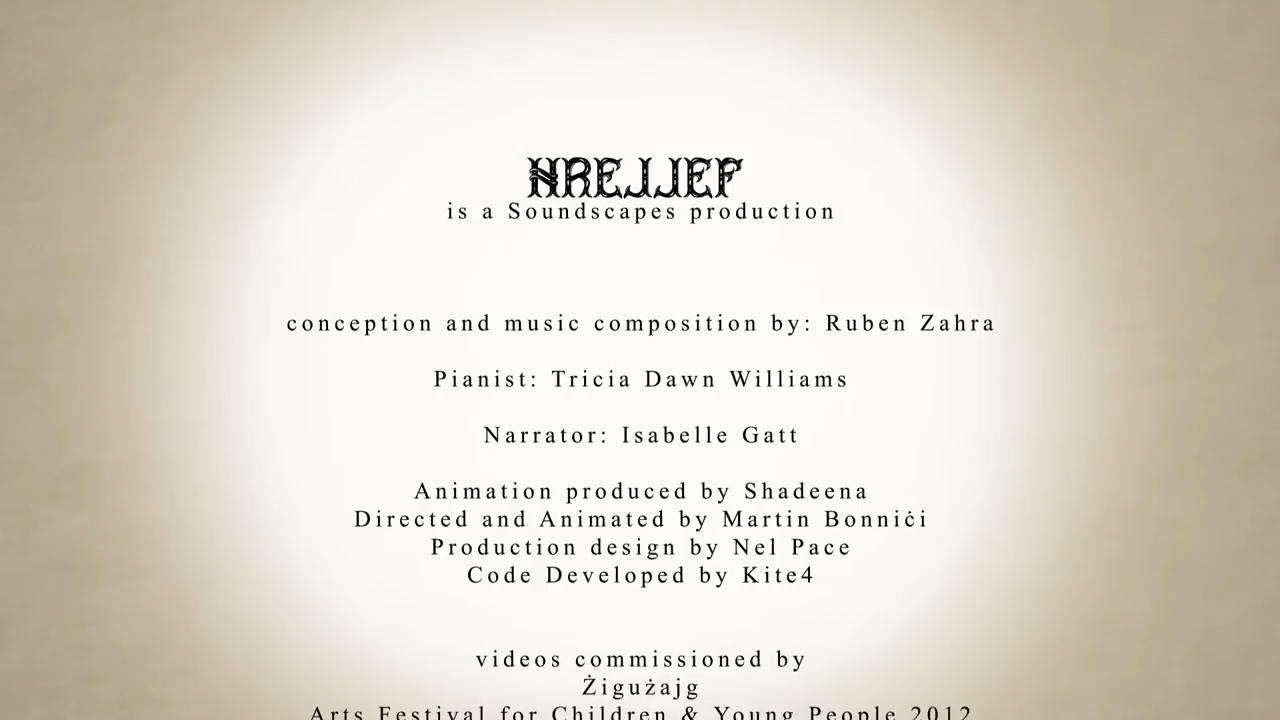 ĦREJJEF
is a Soundscapes production
conception and music composition by: Ruben Zahra
Pianist: Tricia Dawn Williams
Narrator: Isabelle Gatt
Animation produced by Shadeena
Directed and Animated by Martin Bonniċi
Production design by Nel Pace
Code Developed by Kite4
videos commissioned by
Żigużajg
Arts Festival for Children & Young People 2012